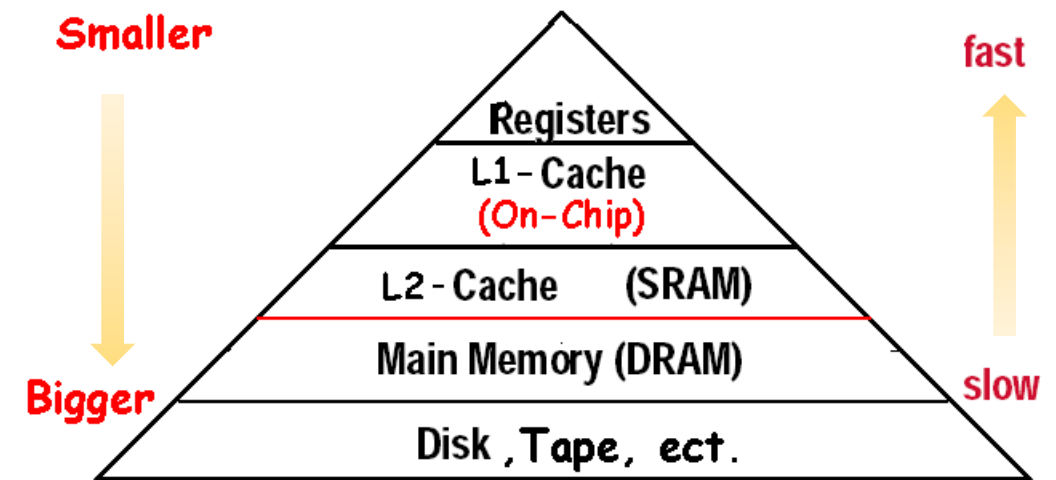 Smaller
fast
Registers
L1-Cache
(On-Chip)
L2-Cache (SRAM)
Main Memory (DRAM)
Bigger
slow
Disk ,Tape, ect.